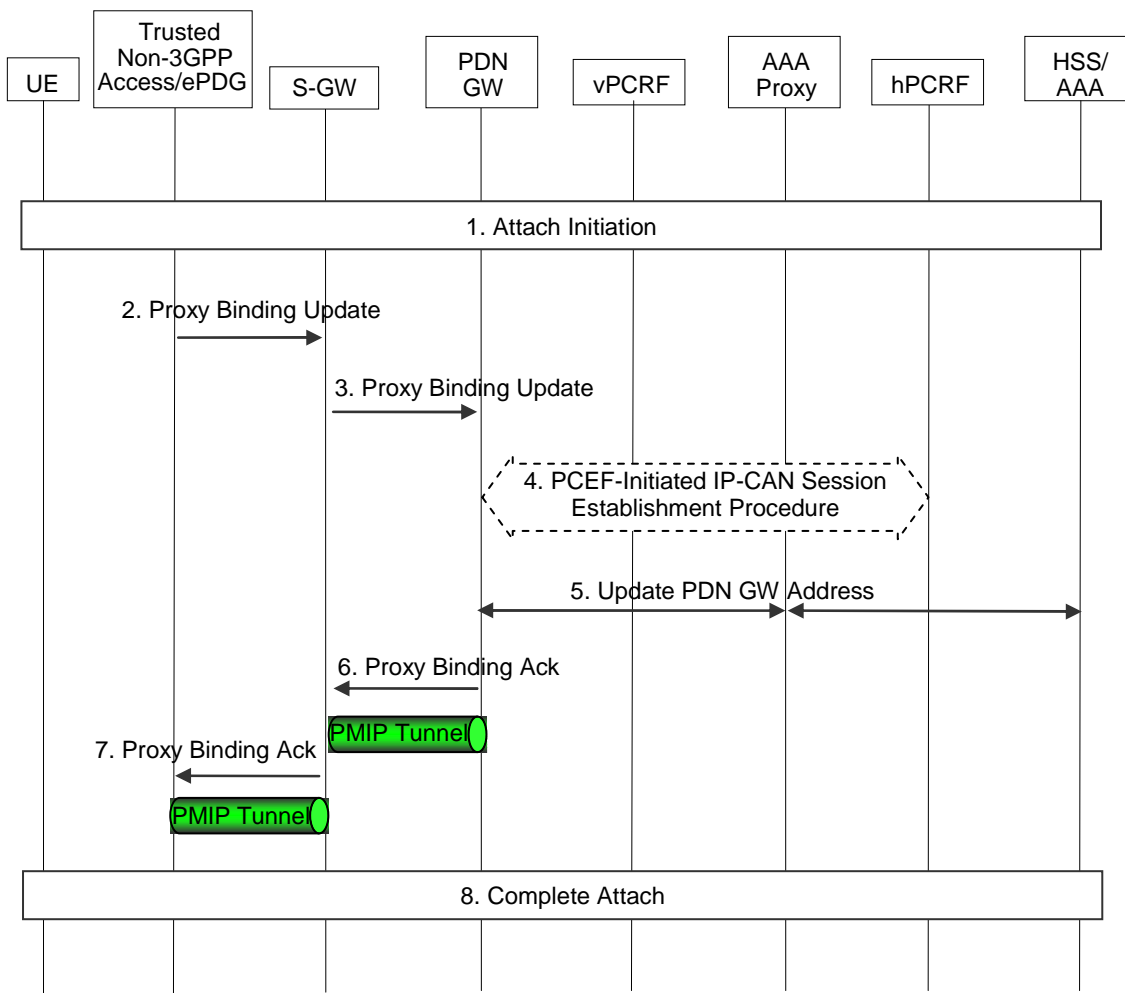 UE
Trusted
Non-3GPP
Access/ePDG
S-GW
PDN
GW
vPCRF
AAA
Proxy
hPCRF
HSS/
AAA
1. Attach Initiation
2. Proxy Binding Update
3. Proxy Binding Update
4. PCEF-Initiated IP-CAN Session
Establishment Procedure
5. Update PDN GW Address
6. Proxy Binding Ack
PMIP Tunnel
7. Proxy Binding Ack
PMIP Tunnel
8. Complete Attach